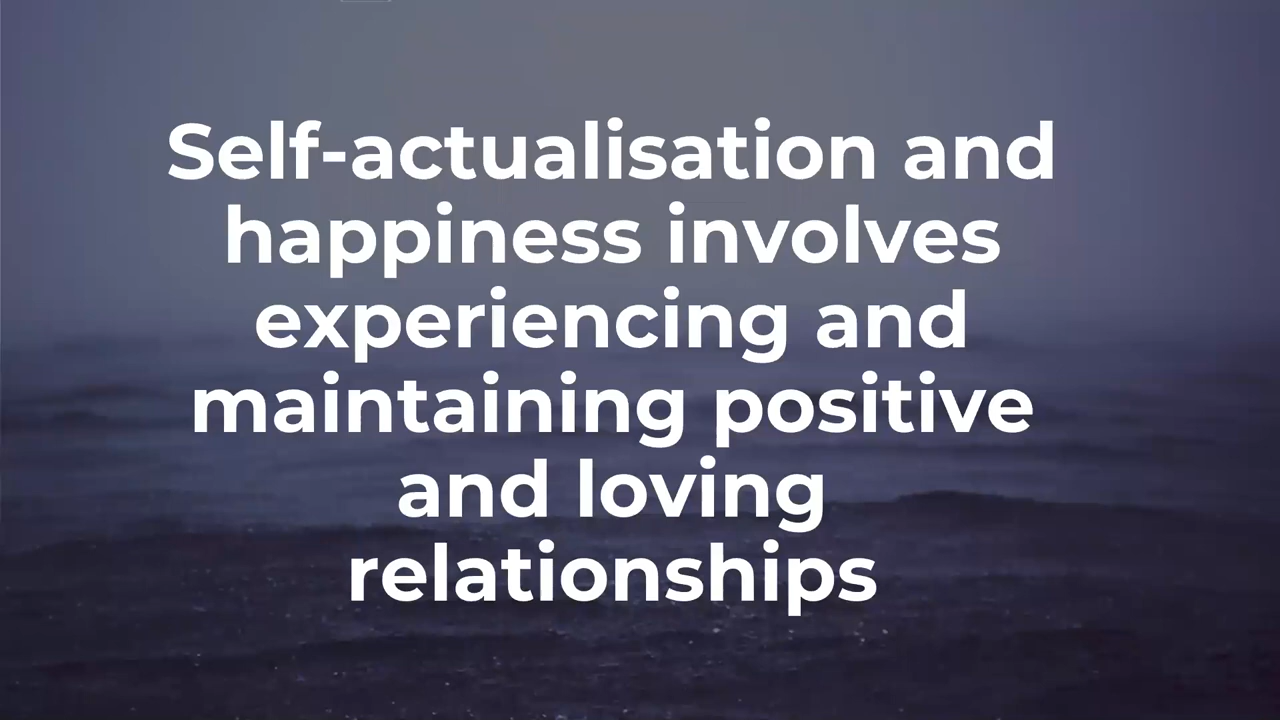 Self-actualisation and
happiness involves
experiencing and
maintaining positive
and loving
relationships